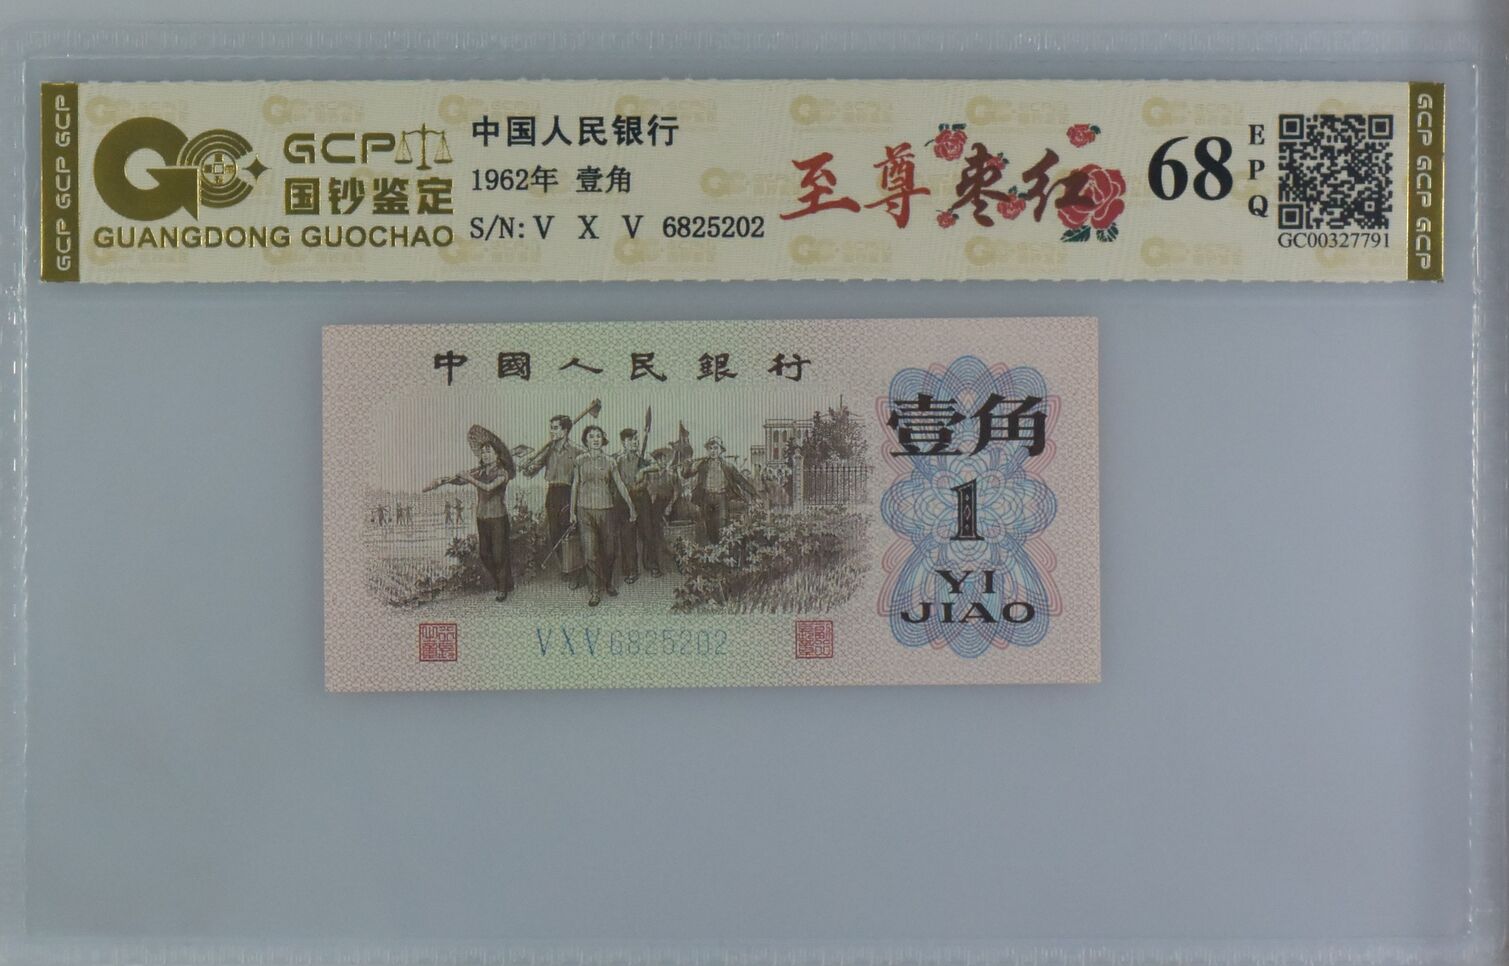 GCP GCP GCP
GCP
国钞鉴定
GUANGDONG GUOCHAO
中国人民银行
1962年 壹角
S/N: V X V 6825202
至尊枣红
68
EPQ
GC00327791
GCP GCP GCP
中國人民銀行
壹角
1
YI
JIAO
VXV6825202